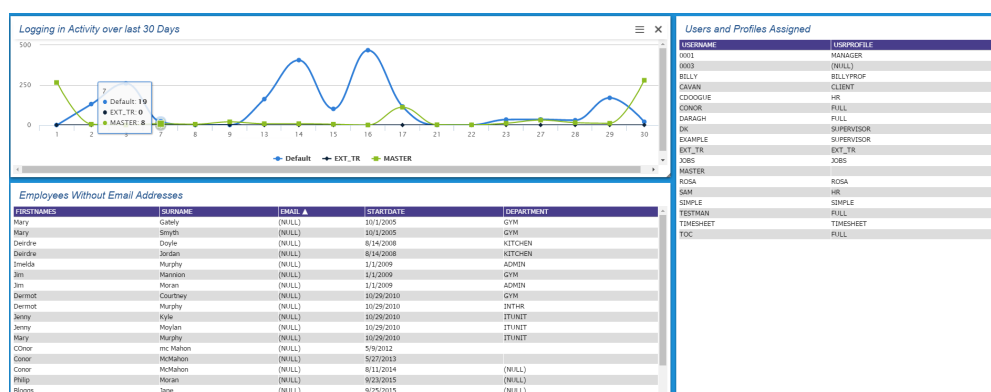 Logging in Activity over last 30 Days
500
250
0
7
Default: 19
EXT_TR: 0
MASTER: 8
1 2 3 7 8 9 13 14 15 16 17 21 22 23 27 28 29 30
Default EXT_TR MASTER
Employees Without Email Addresses
FIRSTNAMES SURNAME EMAIL ▲ STARTDATE DEPARTMENT
Mary Gately (NULL) 10/1/2005 GYM
Mary Smyth (NULL) 10/1/2005 GYM
Deirdre Doyle (NULL) 8/14/2008 KITCHEN
Deirdre Jordan (NULL) 8/14/2008 KITCHEN
Imelda Murphy (NULL) 1/1/2009 ADMIN
Jim Mannion (NULL) 1/1/2009 GYM
Jim Moran (NULL) 1/1/2009 ADMIN
Dermot Courtney (NULL) 10/29/2010 GYM
Dermot Murphy (NULL) 10/29/2010 INTHR
Jenny Kyle (NULL) 10/29/2010 ITUNIT
Jenny Moylan (NULL) 10/29/2010 ITUNIT
Mary Murphy (NULL) 10/29/2010 ITUNIT
COnor mc Mahon (NULL) 5/9/2012
Conor McMahon (NULL) 5/27/2013
Conor McMahon (NULL) 8/11/2014 (NULL)
Philip Moran (NULL) 9/23/2015 (NULL)
Bloggs Jane (NULL) 9/25/2015 (NULL)
Users and Profiles Assigned
USERNAME USRPROFILE
0001 MANAGER
0003 (NULL)
BILLY BILLYPROF
CAVAN CLIENT
CDOOGUE HR
CONOR FULL
DARAGH FULL
DK SUPERVISOR
EXAMPLE SUPERVISOR
EXT_TR EXT_TR
JOBS JOBS
MASTER
ROSA ROSA
SAM HR
SIMPLE SIMPLE
TESTMAN FULL
TIMESHEET TIMESHEET
TOC FULL